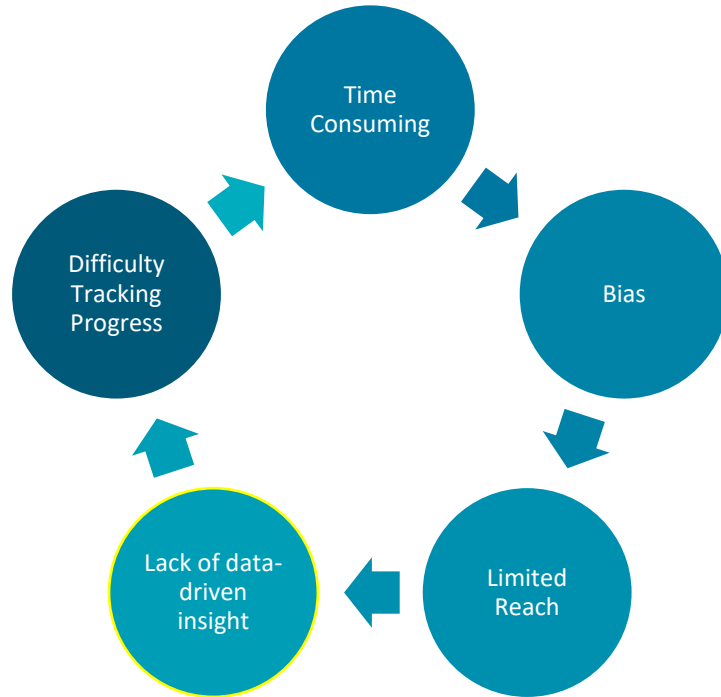 Time
Consuming
Bias
Limited
Reach
Lack of data-
driven
insight
Difficulty
Tracking
Progress